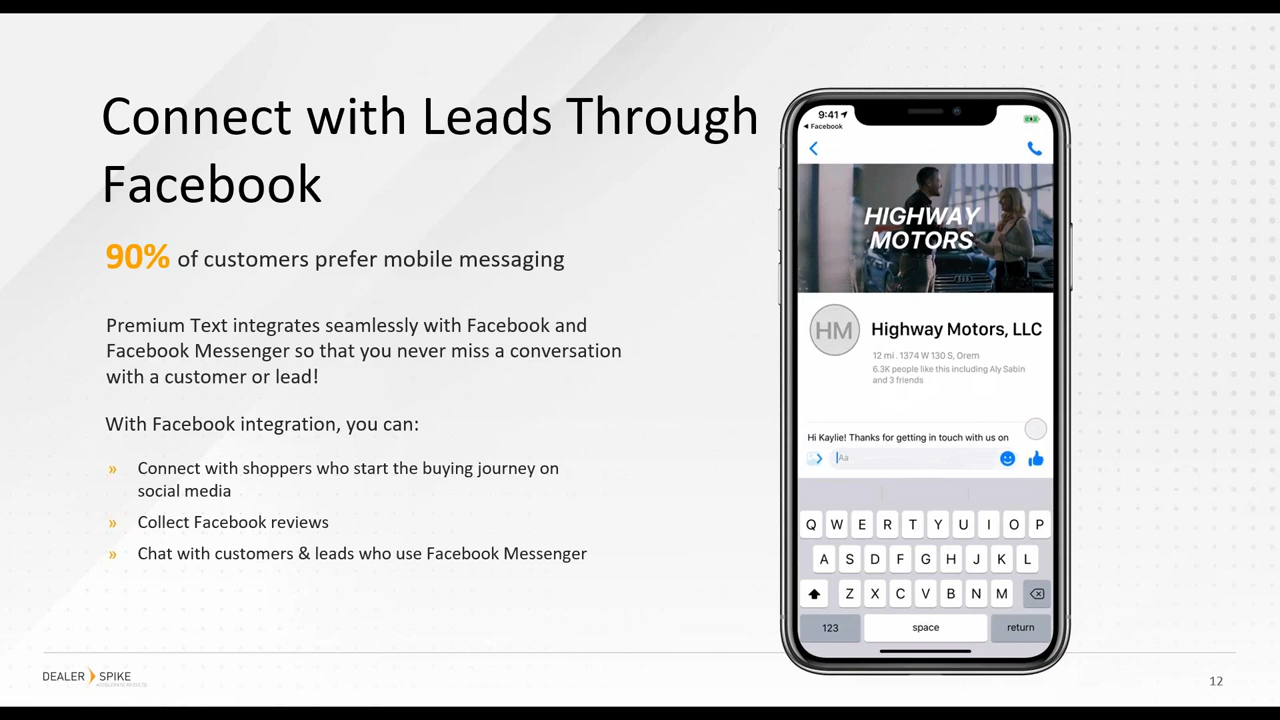 Connect with Leads Through
Facebook
90% of customers prefer mobile messaging
Premium Text integrates seamlessly with Facebook and
Facebook Messenger so that you never miss a conversation
with a customer or lead!
With Facebook integration, you can:
» Connect with shoppers who start the buying journey on
social media
» Collect Facebook reviews
» Chat with customers & leads who use Facebook Messenger
9:41
Facebook
HIGHWAY
MOTORS
HM
Highway Motors, LLC
12 mi . 1374 W 130 S, Orem
6.3K people like this including Aly Sabin
and 3 friends
Hi Kaylie! Thanks for getting in touch with us on
Aa
Q W E R T Y U I O P
A S D F G H J K L
Z X C V B N M
123 space return
DEALER SPIKE
ACCELERATE RESULTS
12